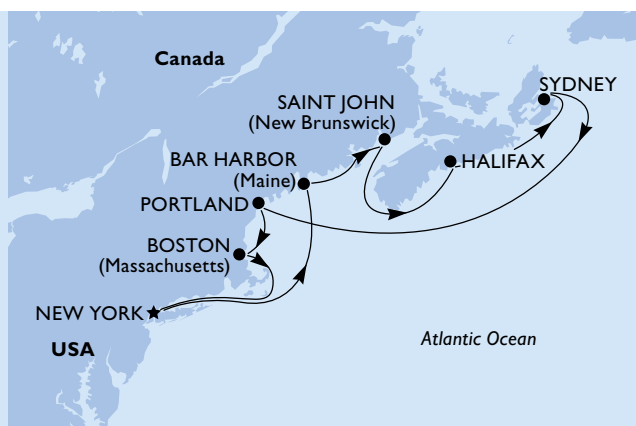 Canada
SYDNEY
SAINT JOHN
(New Brunswick)
BAR HARBOR
(Maine)
HALIFAX
PORTLAND
BOSTON
(Massachusetts)
NEW YORK
USA
Atlantic Ocean